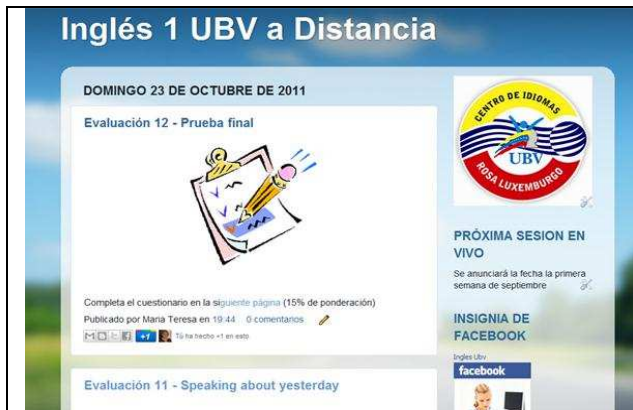 Inglés 1 UBV a Distancia
DOMINGO 23 DE OCTUBRE DE 2011
Evaluación 12 - Prueba final
Completa el cuestionario en la siguiente página (15% de ponderación)
Publicado por Maria Teresa en 19:44 0 comentarios
+1 Tú ha hecho +1 en esto
Evaluación 11 - Speaking about yesterday
CENTRO DE IDIOMAS
UBV
ROSA LUXEMBURGO
PRÓXIMA SESION EN
VIVO
Se anunciará la fecha la primera
semana de septiembre
INSIGNIA DE
FACEBOOK
Ingles Ubv
facebook